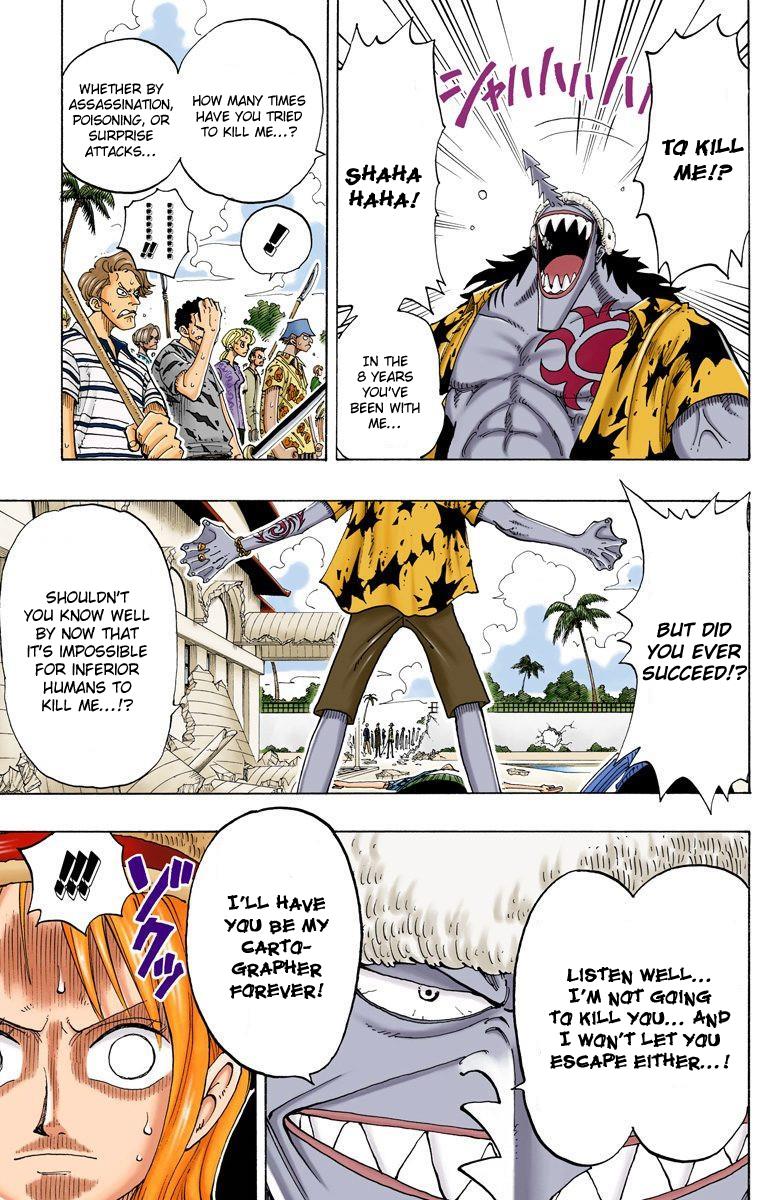 TO KILL
ME!?
シャハハハハハ
SHAHA
HAHA!
IN THE
8 YEARS
YOU'VE
BEEN WITH
ME...
HOW MANY TIMES
HAVE YOU TRIED
TO KILL ME...?
WHETHER BY
ASSASSINATION,
POISONING, OR
SURPRISE
ATTACKS...
!
..........!!
BUT DID
YOU EVER
SUCCEED!?
SHOULDN'T
YOU KNOW WELL
BY NOW THAT
IT'S IMPOSSIBLE
FOR INFERIOR
HUMANS TO
KILL ME...!?
LISTEN WELL...
I'M NOT GOING
TO KILL YOU... AND
I WON'T LET YOU
ESCAPE EITHER...!
I'LL HAVE
YOU BE MY
CARTO-
GRAPHER
FOREVER!
ゾクッ
!!!